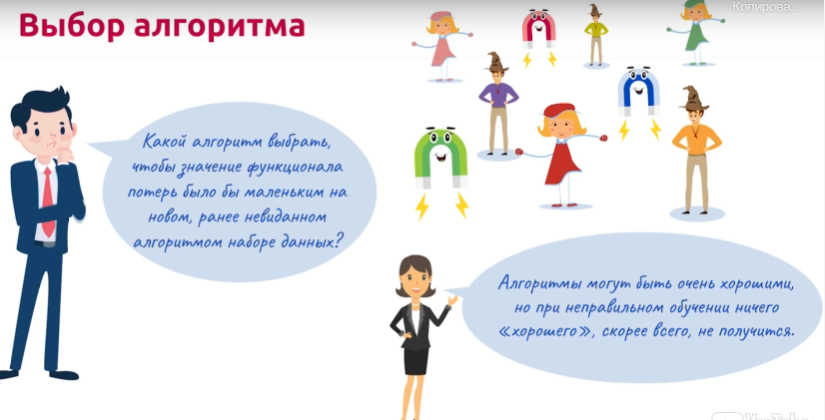 Выбор алгоритма
Копирова...
Какой алгоритм выбрать,
чтобы значение функционала
потерь было бы маленьким на
новом, ранее невиданном
алгоритмом наборе данных?
Алгоритмы могут быть очень хорошими,
но при неправильном обучении ничего
«хорошего», скорее всего, не получится.